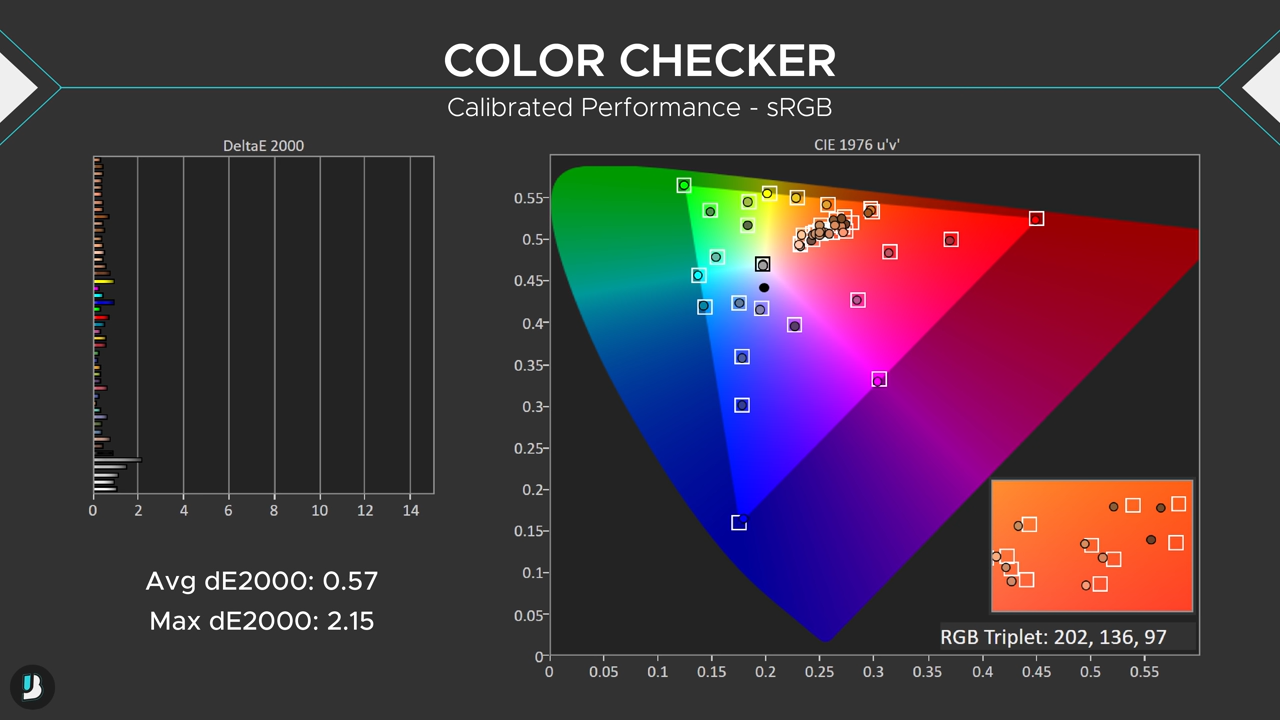 COLOR CHECKER
Calibrated Performance - sRGB
DeltaE 2000
0 2 4 6 8 10 12 14
Avg dE2000: 0.57
Max dE2000: 2.15
CIE 1976 u'v'
0.55
0.5
0.45
0.4
0.35
0.3
0.25
0.2
0.15
0.1
0.05
0
RGB Triplet: 202, 136, 97
0 0.05 0.1 0.15 0.2 0.25 0.3 0.35 0.4 0.45 0.5 0.55